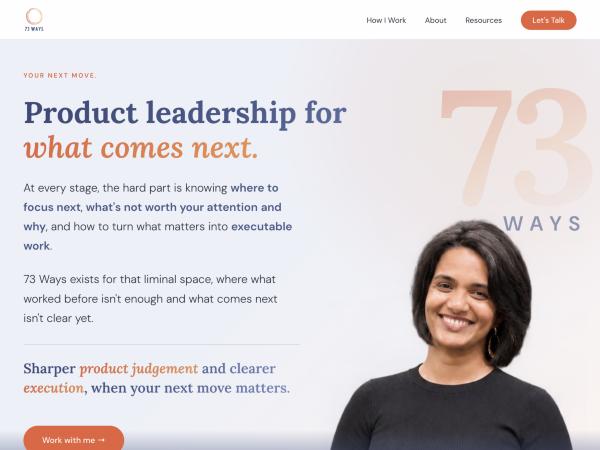 73 WAYS
How I Work
About
Resources
Let's Talk
YOUR NEXT MOVE.
Product leadership for
what comes next.
At every stage, the hard part is knowing where to
focus next, what's not worth your attention and
why, and how to turn what matters into executable
work.
73 Ways exists for that liminal space, where what
worked before isn't enough and what comes next
isn't clear yet.
Sharper product judgement and clearer
execution, when your next move matters.
Work with me →
73
WAYS